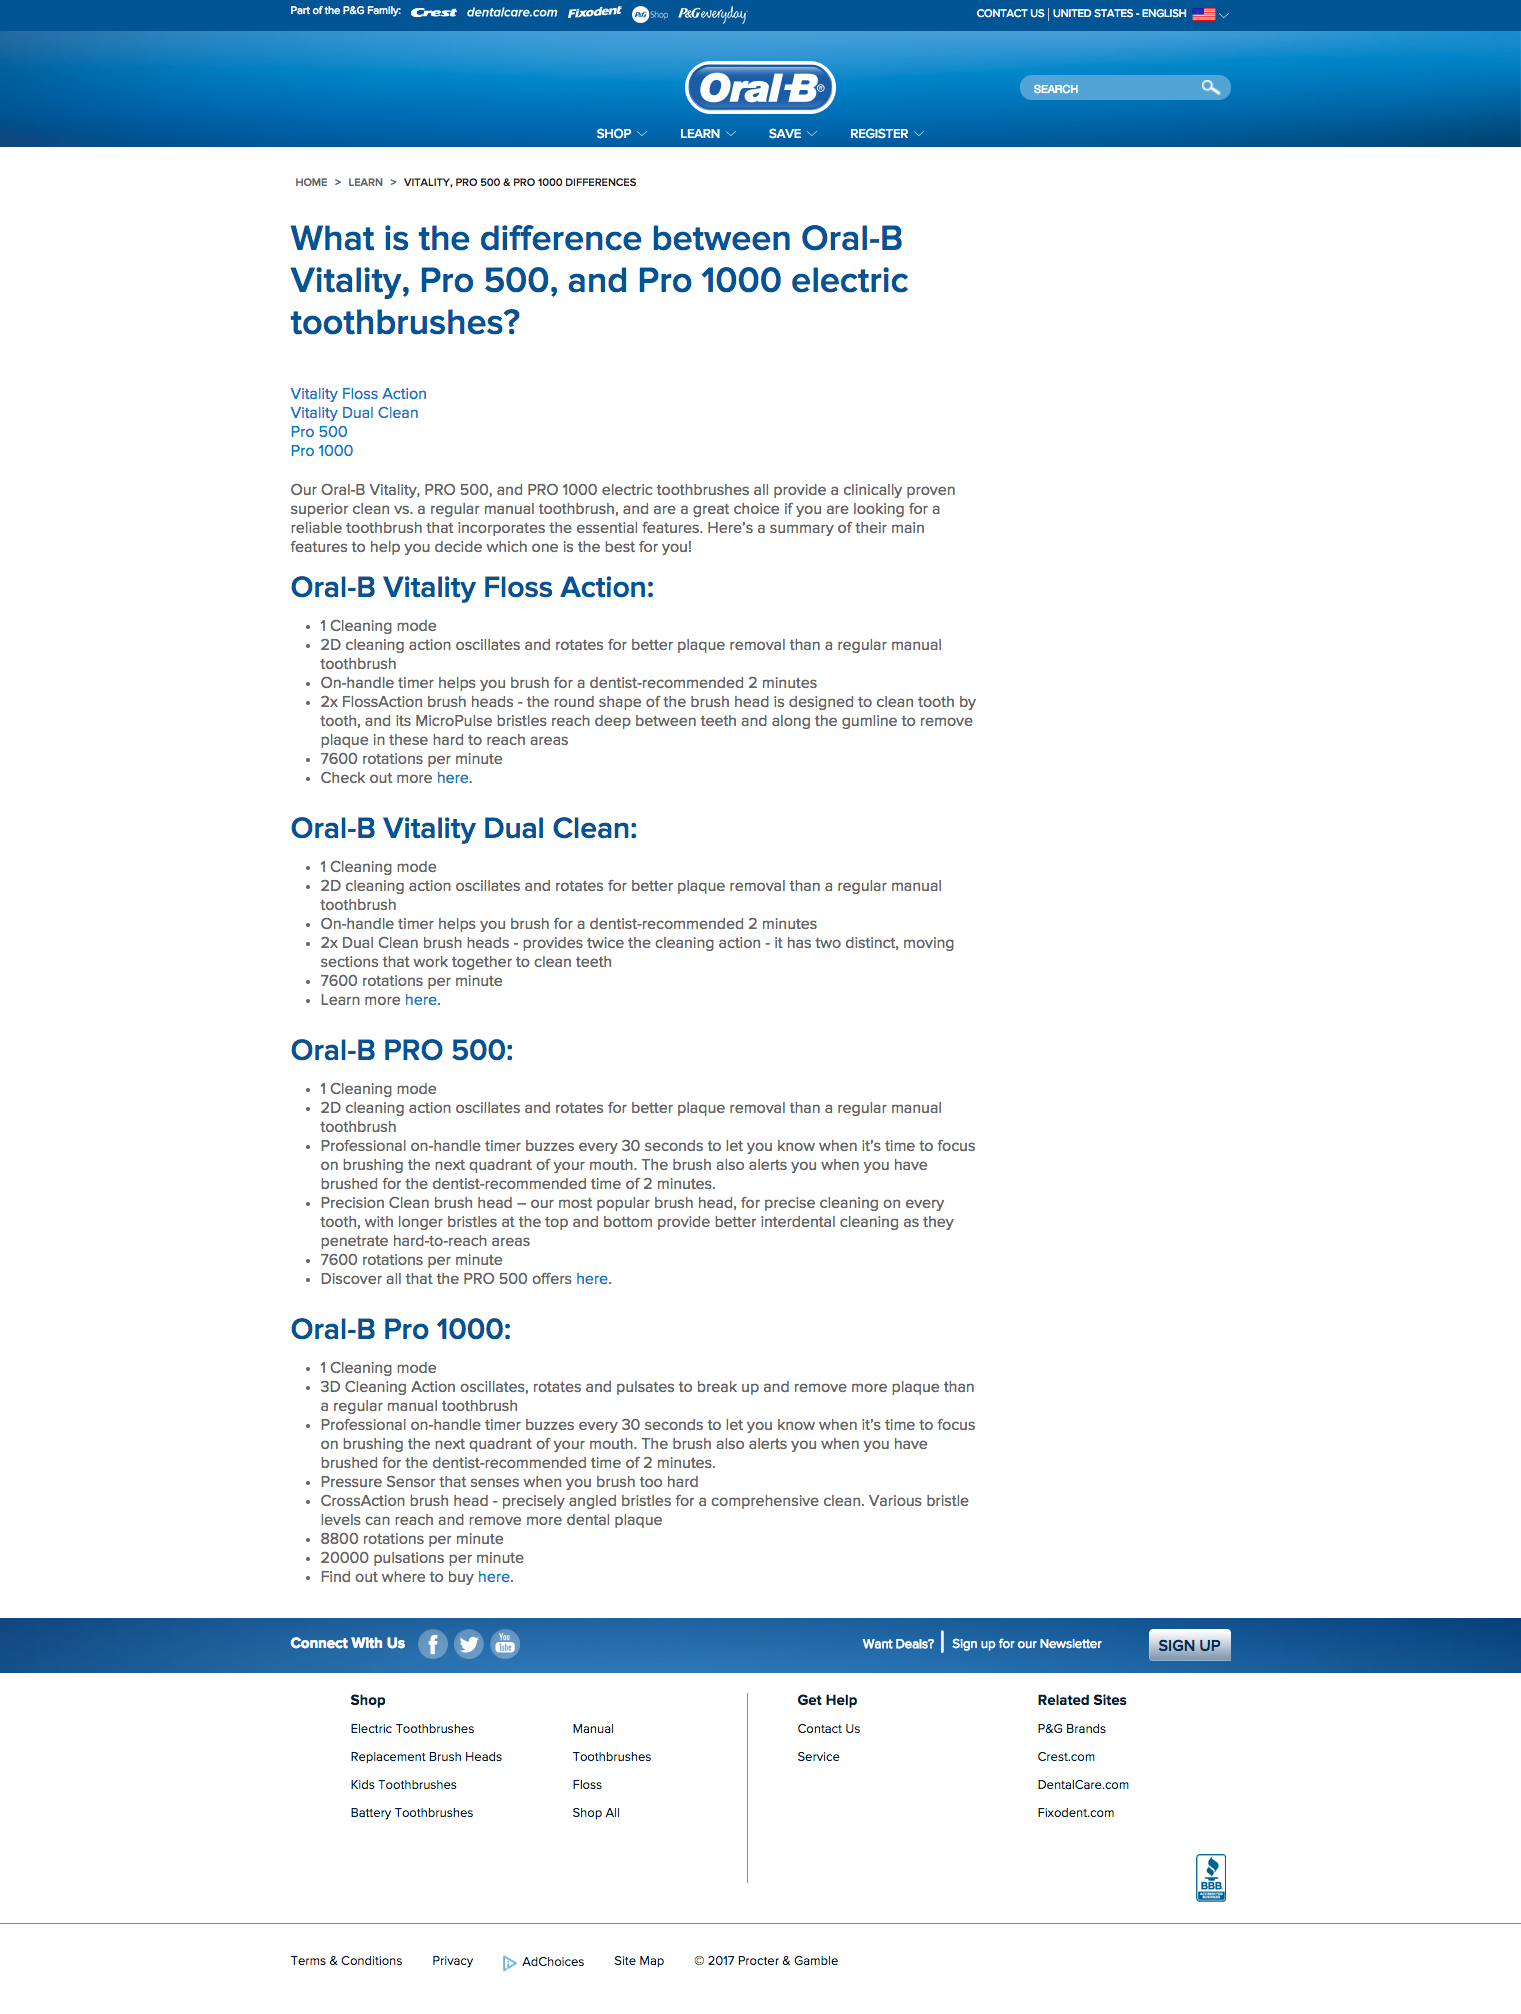 Part of the P&G Family: Crest dentalcare.com Fixodent P&G Shop P&G everyday
CONTACT US | UNITED STATES - ENGLISH
Oral-B®
SEARCH
SHOP LEARN SAVE REGISTER
HOME > LEARN > VITALITY, PRO 500 & PRO 1000 DIFFERENCES
What is the difference between Oral-B
Vitality, Pro 500, and Pro 1000 electric
toothbrushes?
Vitality Floss Action
Vitality Dual Clean
Pro 500
Pro 1000
Our Oral-B Vitality, PRO 500, and PRO 1000 electric toothbrushes all provide a clinically proven
superior clean vs. a regular manual toothbrush, and are a great choice if you are looking for a
reliable toothbrush that incorporates the essential features. Here's a summary of their main
features to help you decide which one is the best for you!
Oral-B Vitality Floss Action:
• 1 Cleaning mode
• 2D cleaning action oscillates and rotates for better plaque removal than a regular manual
toothbrush
• On-handle timer helps you brush for a dentist-recommended 2 minutes
• 2x FlossAction brush heads - the round shape of the brush head is designed to clean tooth by
tooth, and its MicroPulse bristles reach deep between teeth and along the gumline to remove
plaque in these hard to reach areas
• 7600 rotations per minute
• Check out more here.
Oral-B Vitality Dual Clean:
• 1 Cleaning mode
• 2D cleaning action oscillates and rotates for better plaque removal than a regular manual
toothbrush
• On-handle timer helps you brush for a dentist-recommended 2 minutes
• 2x Dual Clean brush heads - provides twice the cleaning action - it has two distinct, moving
sections that work together to clean teeth
• 7600 rotations per minute
• Learn more here.
Oral-B PRO 500:
• 1 Cleaning mode
• 2D cleaning action oscillates and rotates for better plaque removal than a regular manual
toothbrush
• Professional on-handle timer buzzes every 30 seconds to let you know when it's time to focus
on brushing the next quadrant of your mouth. The brush also alerts you when you have
brushed for the dentist-recommended time of 2 minutes.
• Precision Clean brush head – our most popular brush head, for precise cleaning on every
tooth, with longer bristles at the top and bottom provide better interdental cleaning as they
penetrate hard-to-reach areas
• 7600 rotations per minute
• Discover all that the PRO 500 offers here.
Oral-B Pro 1000:
• 1 Cleaning mode
• 3D Cleaning Action oscillates, rotates and pulsates to break up and remove more plaque than
a regular manual toothbrush
• Professional on-handle timer buzzes every 30 seconds to let you know when it's time to focus
on brushing the next quadrant of your mouth. The brush also alerts you when you have
brushed for the dentist-recommended time of 2 minutes.
• Pressure Sensor that senses when you brush too hard
• CrossAction brush head - precisely angled bristles for a comprehensive clean. Various bristle
levels can reach and remove more dental plaque
• 8800 rotations per minute
• 20000 pulsations per minute
• Find out where to buy here.
Connect With Us
You Tube
Want Deals? | Sign up for our Newsletter
SIGN UP
Shop
Electric Toothbrushes
Replacement Brush Heads
Kids Toothbrushes
Battery Toothbrushes
Manual
Toothbrushes
Floss
Shop All
Get Help
Contact Us
Service
Related Sites
P&G Brands
Crest.com
DentalCare.com
Fixodent.com
BBB
ACCREDITED
BUSINESS
Terms & Conditions Privacy AdChoices Site Map © 2017 Procter & Gamble